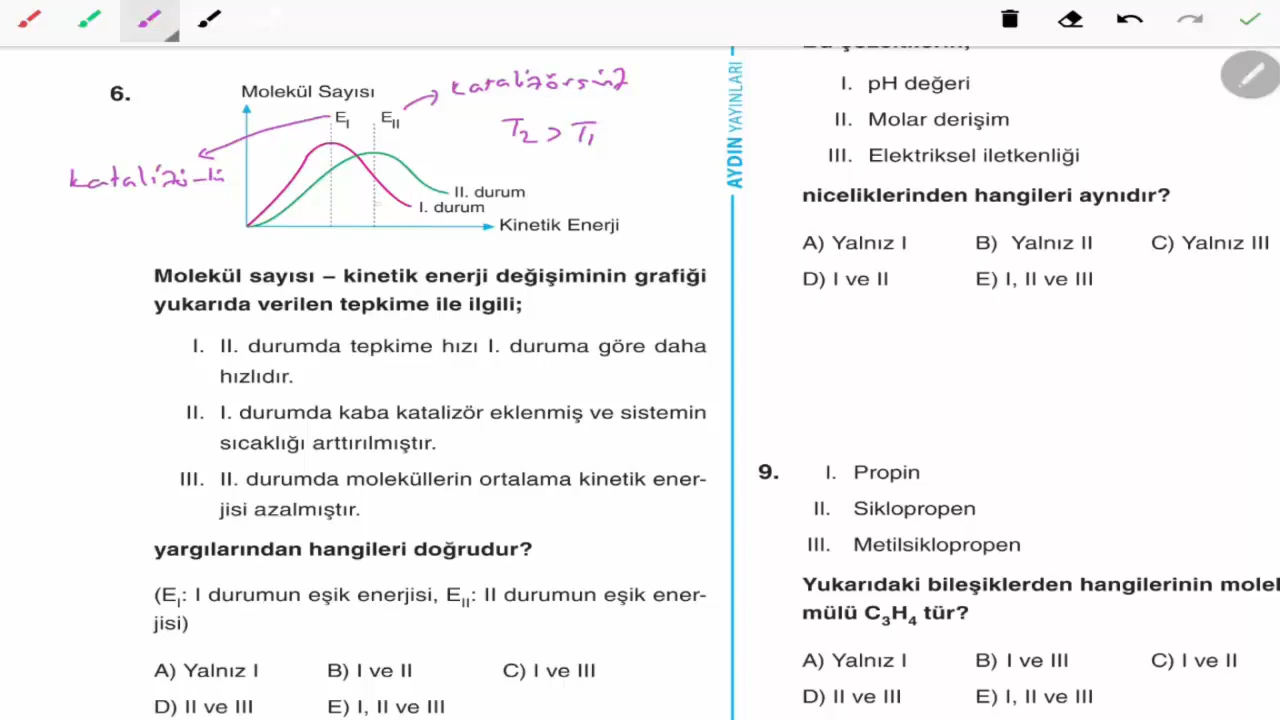 6.
Molekül Sayısı
katalizörsüz
E_I
E_II
T₂ > T₁
II. durum
I. durum
Kinetik Enerji
Molekül sayısı – kinetik enerji değişiminin grafiği
yukarıda verilen tepkime ile ilgili;
I. II. durumda tepkime hızı I. duruma göre daha
hızlıdır.
II. I. durumda kaba katalizör eklenmiş ve sistemin
sıcaklığı arttırılmıştır.
III. II. durumda moleküllerin ortalama kinetik ener-
jisi azalmıştır.
yargılarından hangileri doğrudur?
(E_I: I durumun eşik enerjisi, E_II: II durumun eşik ener-
jisi)
A) Yalnız I B) I ve II C) I ve III
D) II ve III E) I, II ve III
AYDIN YAYINLARI
I. pH değeri
II. Molar derişim
III. Elektriksel iletkenliği
niceliklerinden hangileri aynıdır?
A) Yalnız I B) Yalnız II C) Yalnız III
D) I ve II E) I, II ve III
9. I. Propin
II. Siklopropen
III. Metilsiklopropen
Yukarıdaki bileşiklerden hangilerinin molek
mülü C₃H₄ tür?
A) Yalnız I B) I ve III C) I ve II
D) II ve III E) I, II ve III